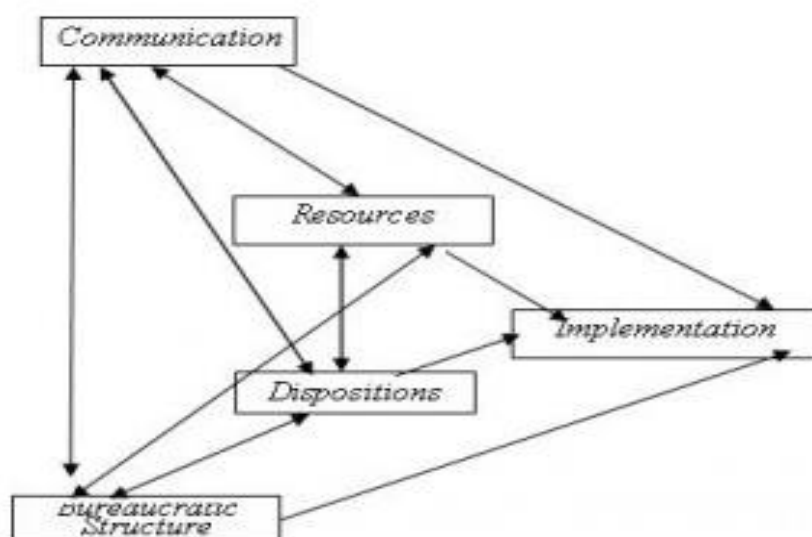 Communication
Resources
Implementation
Dispositions
Bureaucratic
Structure